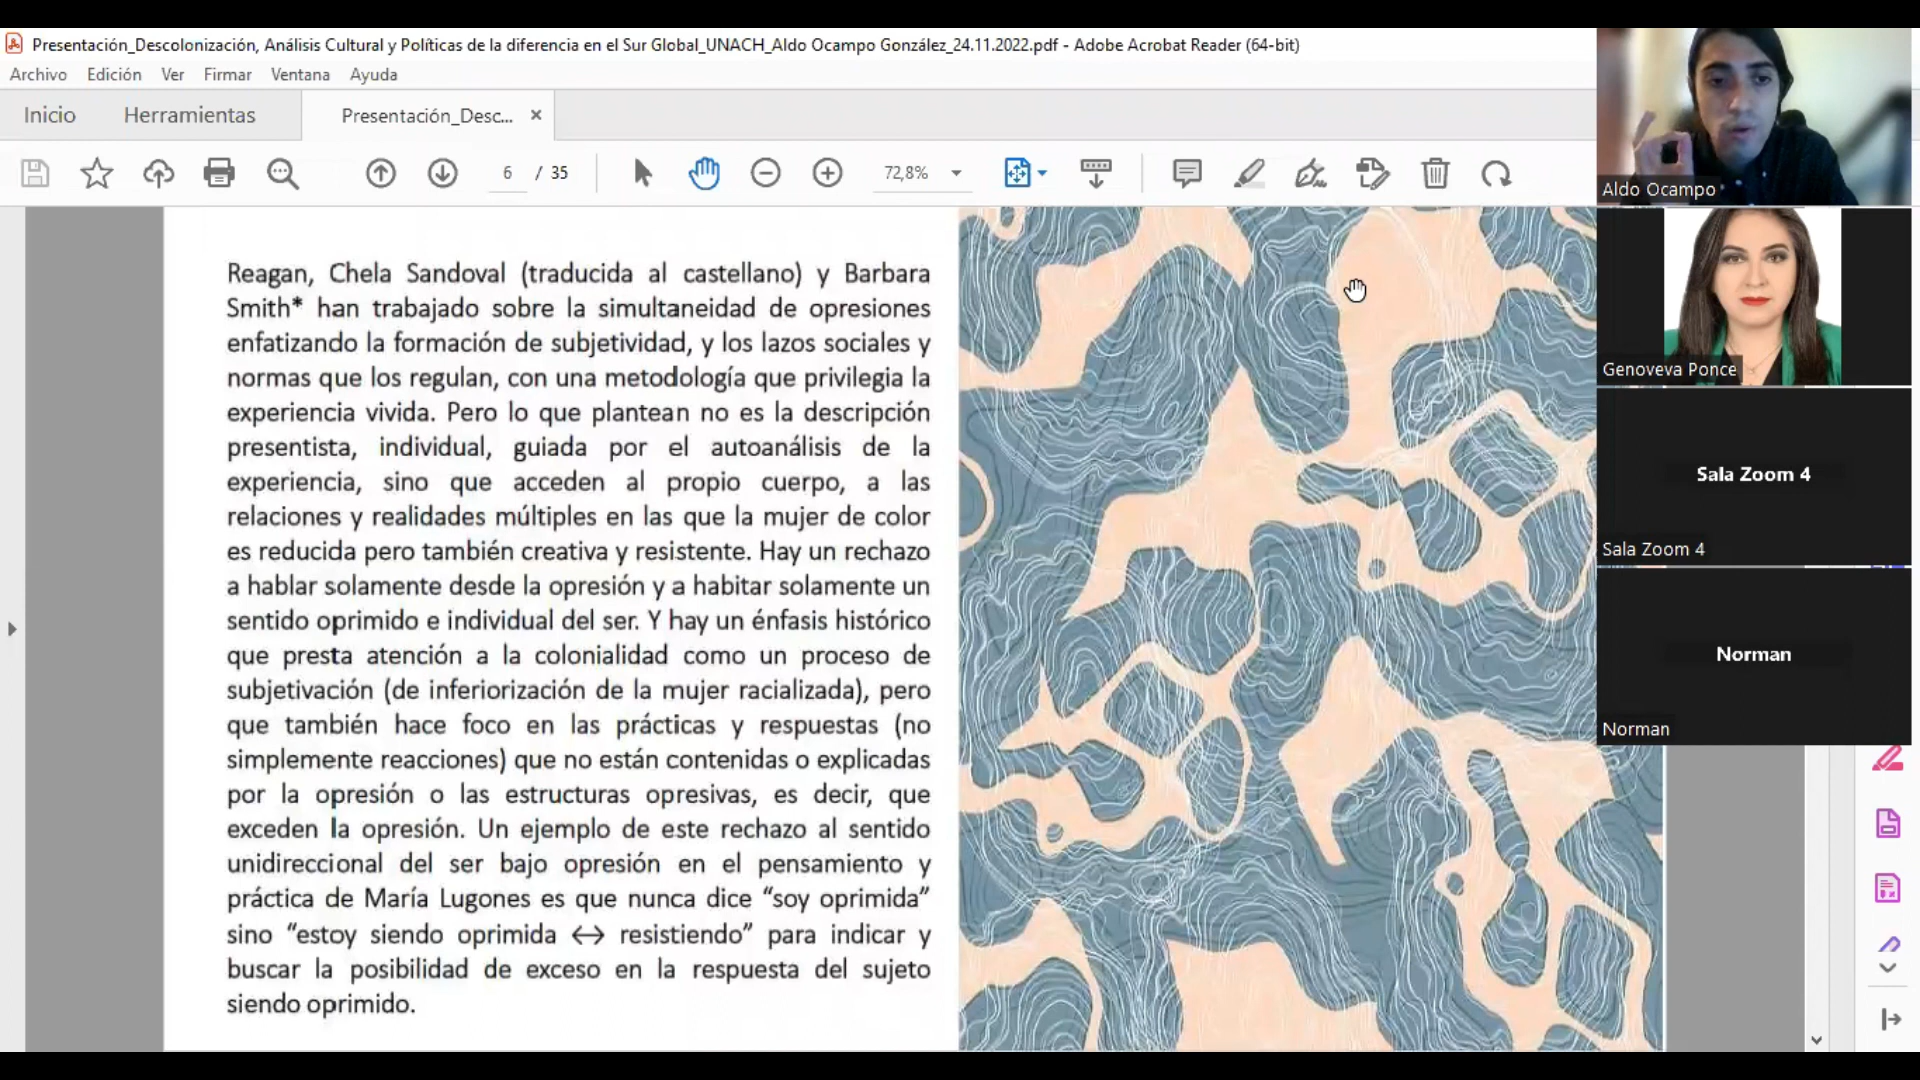 Presentación_Descolonización, Análisis Cultural y Políticas de la diferencia en el Sur Global_UNACH_Aldo Ocampo González_24.11.2022.pdf - Adobe Acrobat Reader (64-bit)
Archivo Edición Ver Firmar Ventana Ayuda
Inicio Herramientas Presentación_Desc... ×
6 / 35 72,8%
Reagan, Chela Sandoval (traducida al castellano) y Barbara
Smith* han trabajado sobre la simultaneidad de opresiones
enfatizando la formación de subjetividad, y los lazos sociales y
normas que los regulan, con una metodología que privilegia la
experiencia vivida. Pero lo que plantean no es la descripción
presentista, individual, guiada por el autoanálisis de la
experiencia, sino que acceden al propio cuerpo, a las
relaciones y realidades múltiples en las que la mujer de color
es reducida pero también creativa y resistente. Hay un rechazo
a hablar solamente desde la opresión y a habitar solamente un
sentido oprimido e individual del ser. Y hay un énfasis histórico
que presta atención a la colonialidad como un proceso de
subjetivación (de inferiorización de la mujer racializada), pero
que también hace foco en las prácticas y respuestas (no
simplemente reacciones) que no están contenidas o explicadas
por la opresión o las estructuras opresivas, es decir, que
exceden la opresión. Un ejemplo de este rechazo al sentido
unidireccional del ser bajo opresión en el pensamiento y
práctica de María Lugones es que nunca dice “soy oprimida”
sino “estoy siendo oprimida ↔ resistiendo” para indicar y
buscar la posibilidad de exceso en la respuesta del sujeto
siendo oprimido.
Aldo Ocampo
Genoveva Ponce
Sala Zoom 4
Sala Zoom 4
Norman
Norman